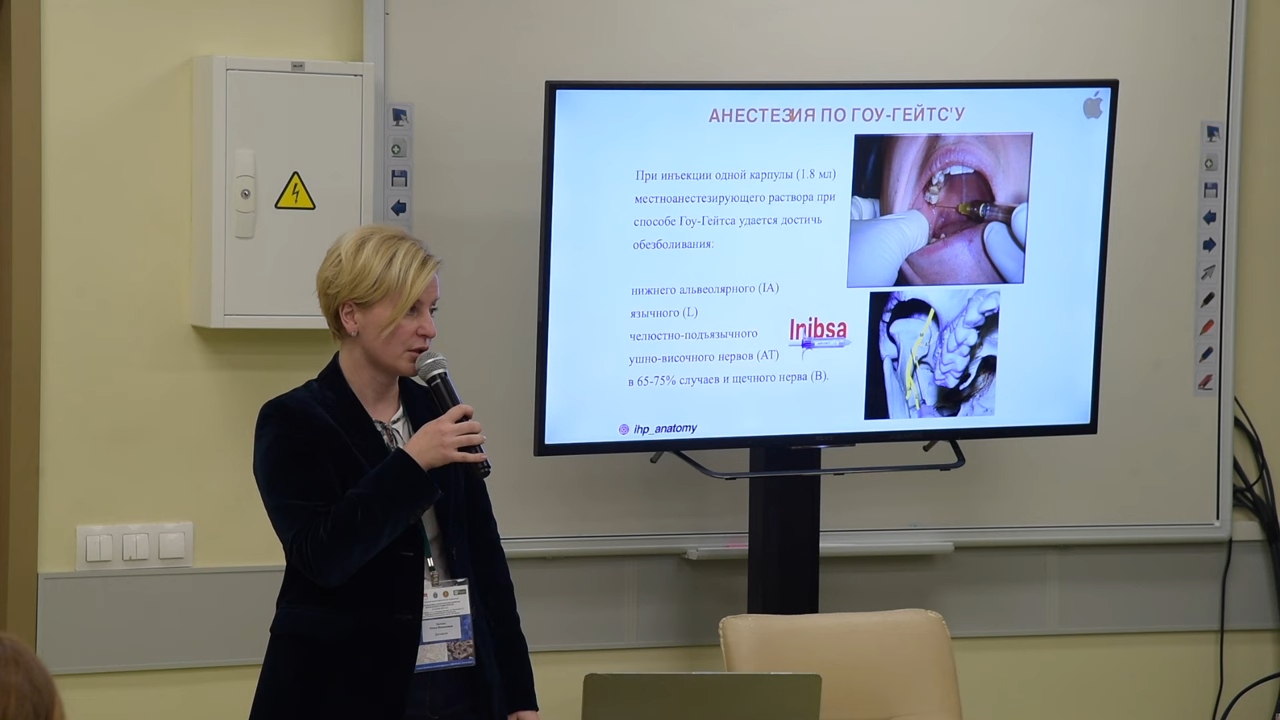 АНЕСТЕЗИЯ ПО ГОУ-ГЕЙТС'У
При инъекции одной карпулы (1.8 мл)
местноанестезирующего раствора при
способе Гоу-Гейтса удается достичь
обезболивания:
нижнего альвеолярного (IA)
язычного (L)
челюстно-подъязычного
ушно-височного нервов (AT)
в 65-75% случаев и щечного нерва (B).
Inibsa
ihp_anatomy